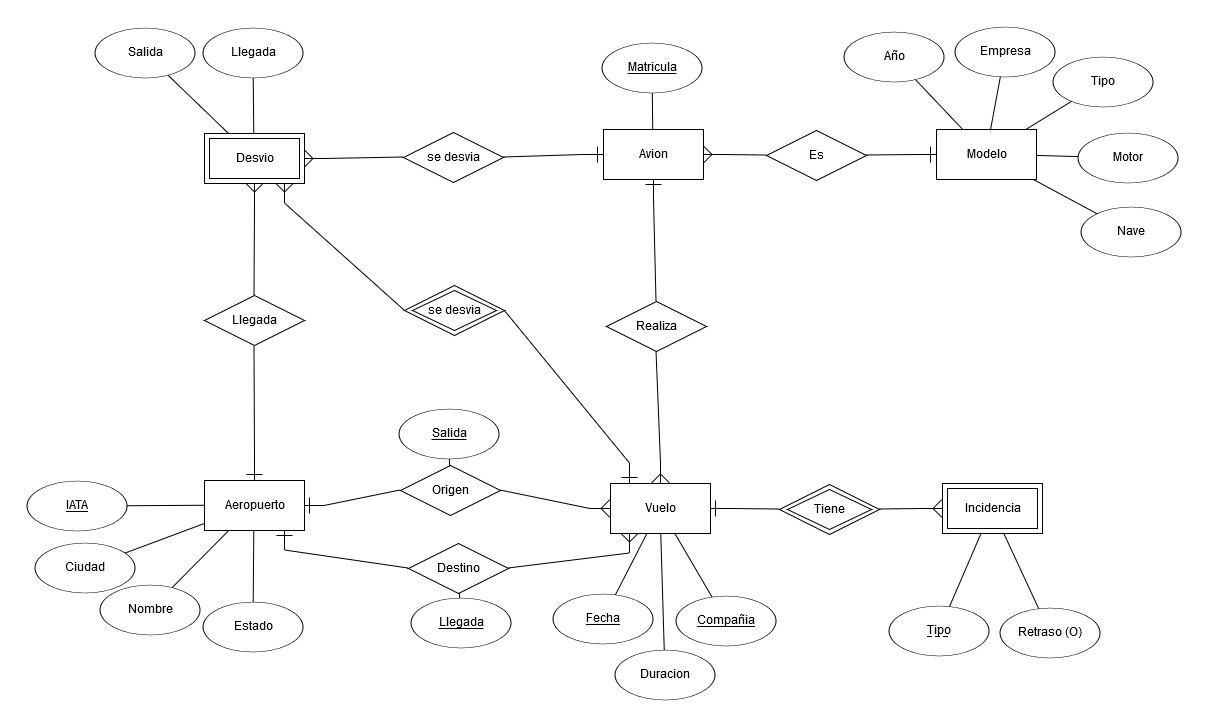 Salida
Llegada
Matricula
Año
Empresa
Tipo
Desvio
se desvia
Avion
Es
Modelo
Motor
Nave
se desvia
Llegada
Realiza
Salida
IATA
Aeropuerto
Origen
Vuelo
Tiene
Incidencia
Ciudad
Destino
Nombre
Estado
Llegada
Fecha
Compañia
Tipo
Retraso (O)
Duracion